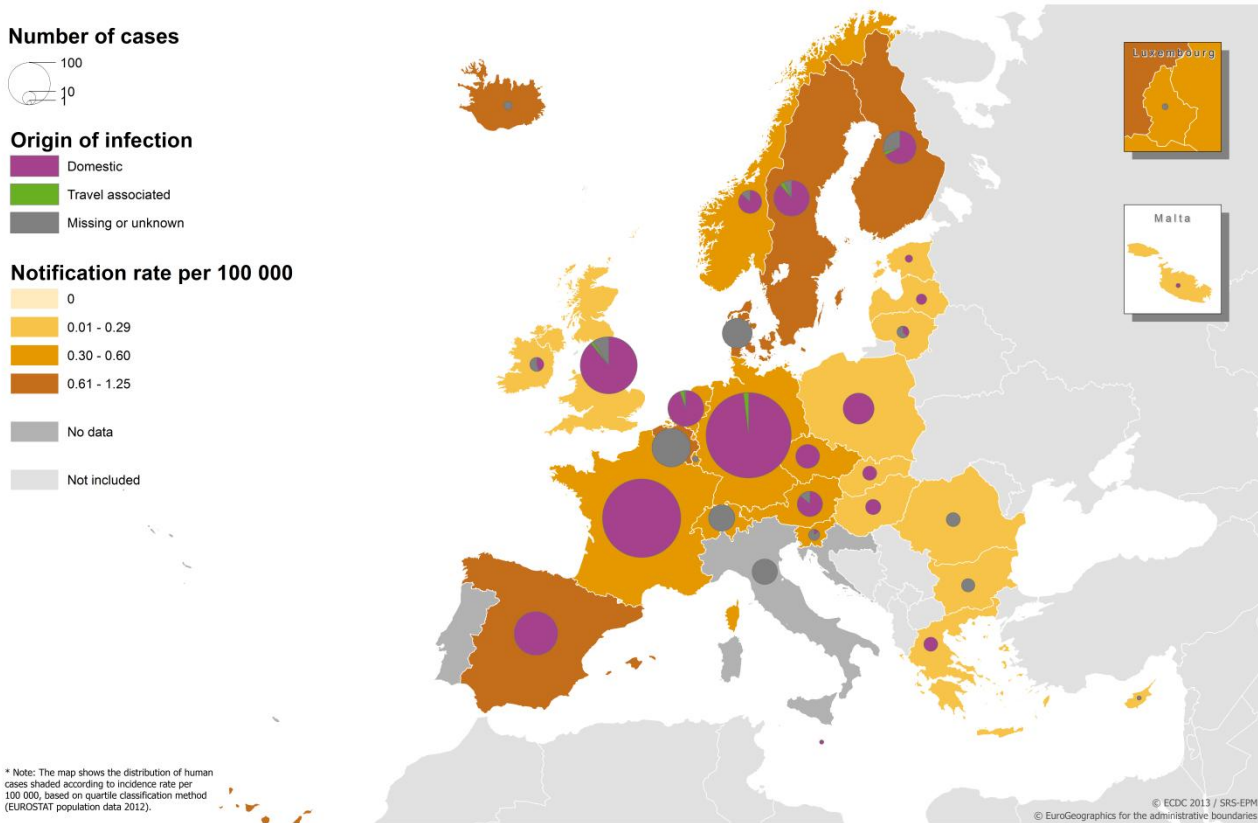 Number of cases
100
10
1
Origin of infection
Domestic
Travel associated
Missing or unknown
Notification rate per 100 000
0
0.01 - 0.29
0.30 - 0.60
0.61 - 1.25
No data
Not included
Luxembourg
Malta
* Note: The map shows the distribution of human
cases shaded according to incidence rate per
100 000, based on quartile classification method
(EUROSTAT population data 2012).
© ECDC 2013 / SRS-EPM
© EuroGeographics for the administrative boundaries